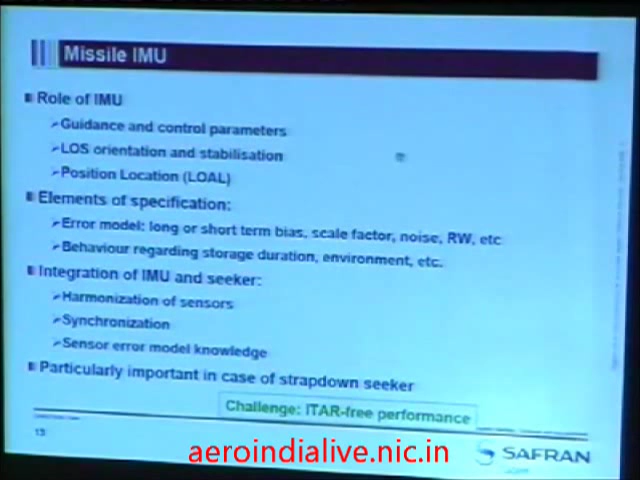 Missile IMU
Role of IMU
Guidance and control parameters
LOS orientation and stabilisation
Position Location (LOAL)
Elements of specification:
Error model: long or short term bias, scale factor, noise, RW, etc
Behaviour regarding storage duration, environment, etc.
Integration of IMU and seeker:
Harmonization of sensors
Synchronization
Sensor error model knowledge
Particularly important in case of strapdown seeker
Challenge: ITAR-free performance
13
SAFRAN
aeroindialive.nic.in